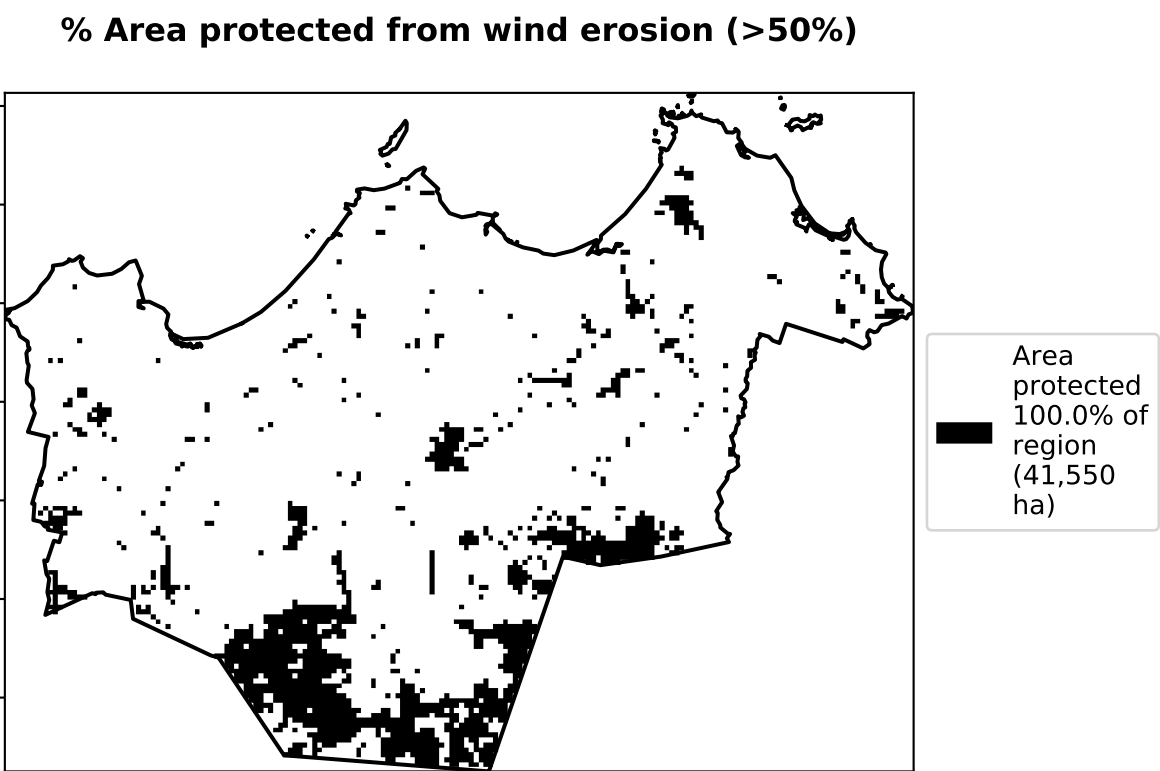 % Area protected from wind erosion (>50%)
Area
protected
100.0% of
region
(41,550
ha)